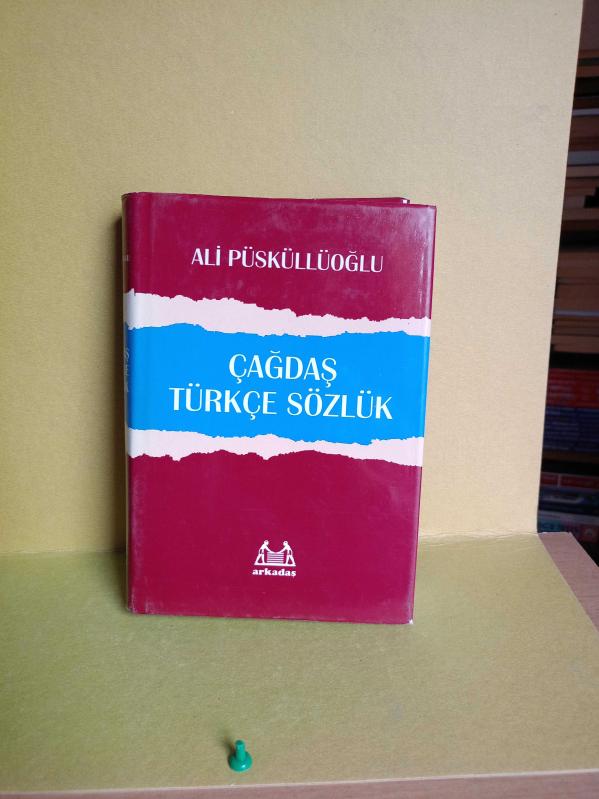 ALİ PÜSKÜLLÜOĞLU
ÇAĞDAŞ
TÜRKÇE SÖZLÜK
arkadaş